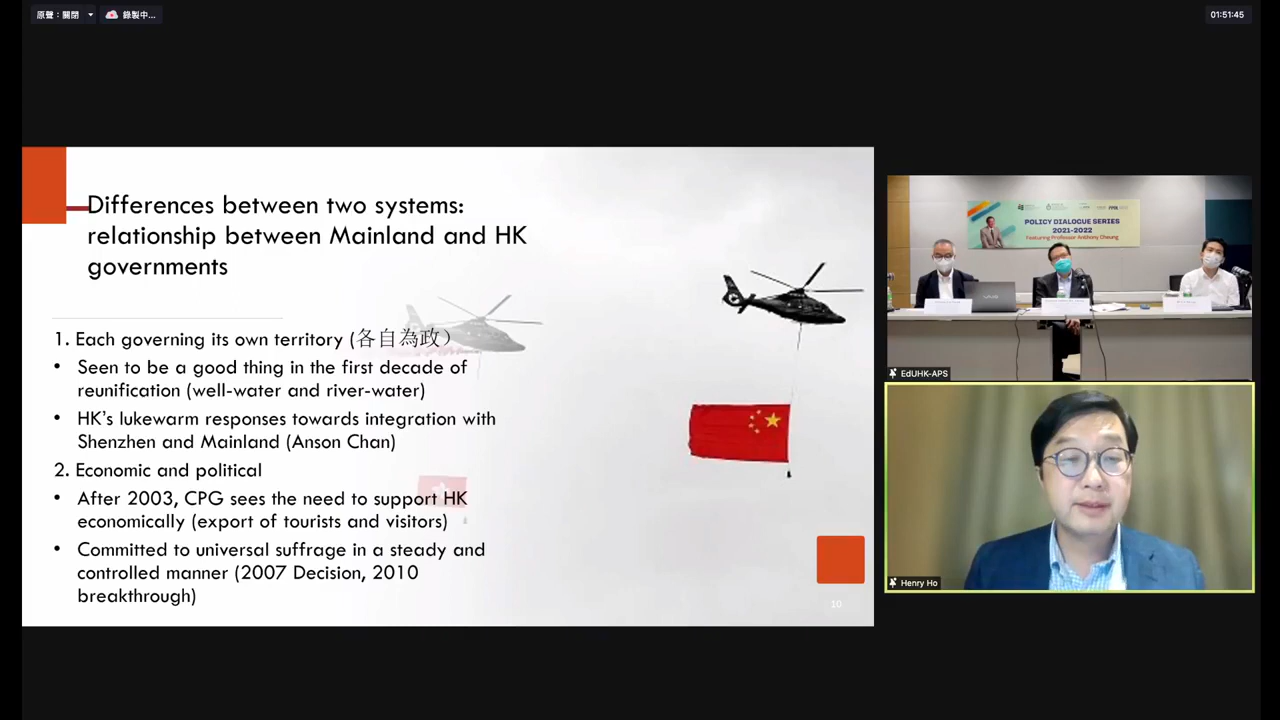 原聲：關閉
錄製中...
01:51:45
Differences between two systems:
relationship between Mainland and HK
governments
1. Each governing its own territory (各自為政）
• Seen to be a good thing in the first decade of
reunification (well-water and river-water)
• HK’s lukewarm responses towards integration with
Shenzhen and Mainland (Anson Chan)
2. Economic and political
• After 2003, CPG sees the need to support HK
economically (export of tourists and visitors)
• Committed to universal suffrage in a steady and
controlled manner (2007 Decision, 2010
breakthrough)
10
POLICY DIALOGUE SERIES
2021-2022
Featuring Professor Anthony Cheung
EdUHK-APS
Henry Ho